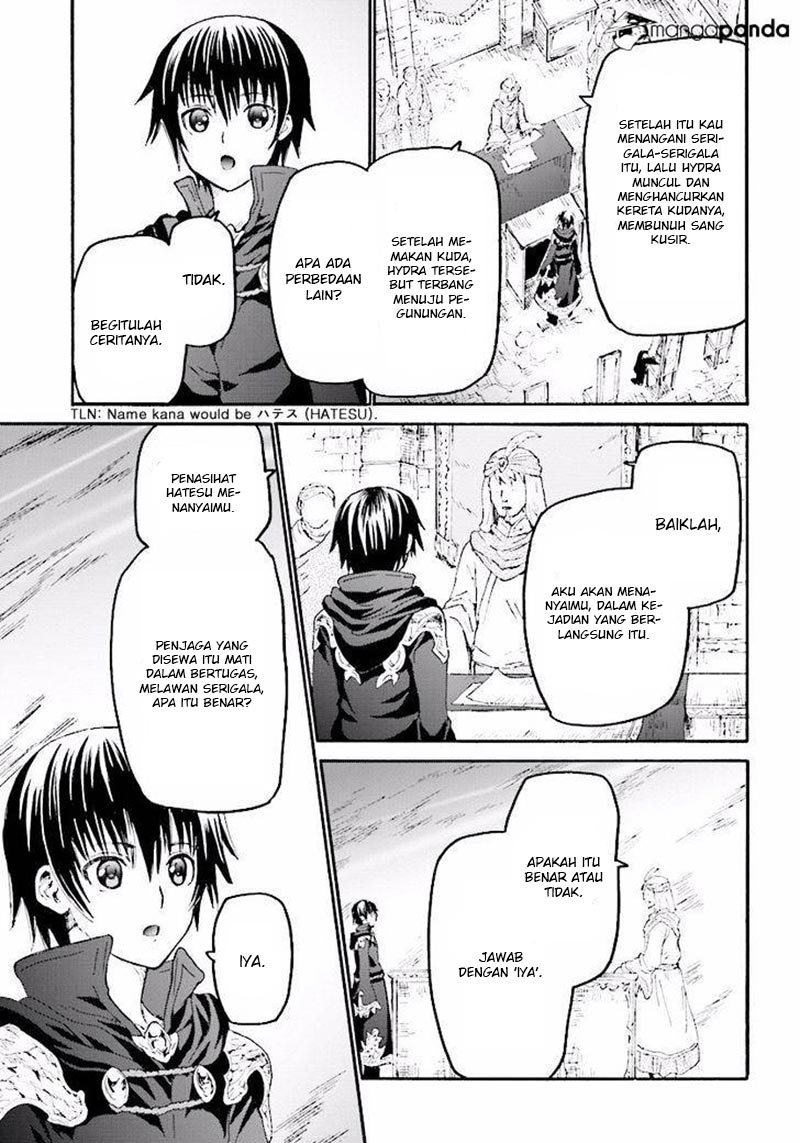 mangapanda
SETELAH ITU KAU
MENANGANI SERI-
GALA-SERIGALA
ITU, LALU HYDRA
MUNCUL DAN
MENGHANCURKAN
KERETA KUDANYA,
MEMBUNUH SANG
KUSIR.
SETELAH ME-
MAKAN KUDA,
HYDRA TERSE-
BUT TERBANG
MENUJU PE-
GUNUNGAN.
APA ADA
PERBEDAAN
LAIN?
TIDAK.
BEGITULAH
CERITANYA.
TLN: Name kana would be ハテス (HATESU).
BAIKLAH,
AKU AKAN MENA-
NYAIMU, DALAM KE-
JADIAN YANG BER-
LANGSUNG ITU.
PENASIHAT
HATESU ME-
NANYAIMU.
PENJAGA YANG
DISEWA ITU MATI
DALAM BERTUGAS,
MELAWAN SERIGALA,
APA ITU BENAR?
APAKAH ITU
BENAR ATAU
TIDAK.
JAWAB
DENGAN 'IYA'.
IYA.